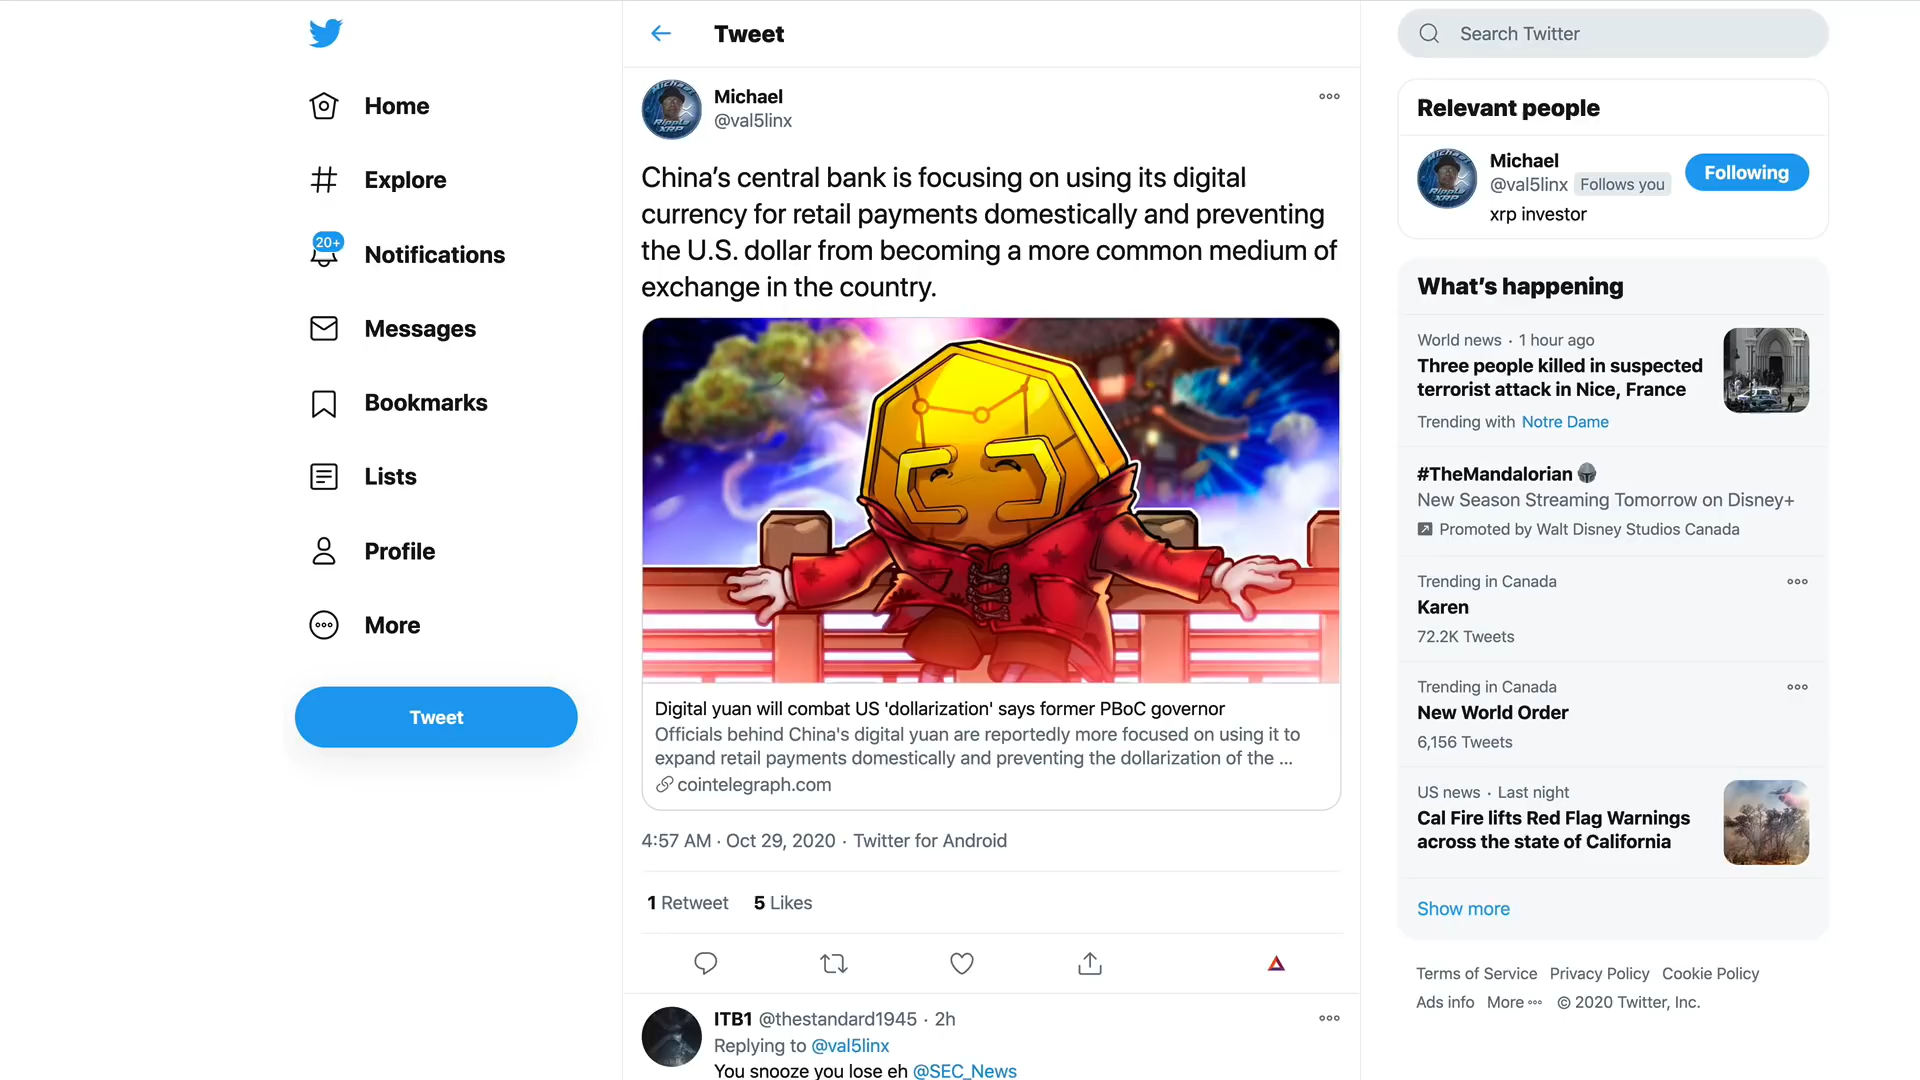 Home
Explore
20+
Notifications
Messages
Bookmarks
Lists
Profile
More
Tweet
Tweet
Michael
@val5linx
China’s central bank is focusing on using its digital
currency for retail payments domestically and preventing
the U.S. dollar from becoming a more common medium of
exchange in the country.
Digital yuan will combat US 'dollarization' says former PBoC governor
Officials behind China's digital yuan are reportedly more focused on using it to
expand retail payments domestically and preventing the dollarization of the ...
cointelegraph.com
4:57 AM · Oct 29, 2020 · Twitter for Android
1 Retweet 5 Likes
ITB1 @thestandard1945 · 2h
Replying to @val5linx
You snooze you lose eh @SEC_News
Search Twitter
Relevant people
Michael
@val5linx Follows you
Following
xrp investor
What’s happening
World news · 1 hour ago
Three people killed in suspected
terrorist attack in Nice, France
Trending with Notre Dame
#TheMandalorian
New Season Streaming Tomorrow on Disney+
Promoted by Walt Disney Studios Canada
Trending in Canada
Karen
72.2K Tweets
Trending in Canada
New World Order
6,156 Tweets
US news · Last night
Cal Fire lifts Red Flag Warnings
across the state of California
Show more
Terms of Service Privacy Policy Cookie Policy
Ads info More © 2020 Twitter, Inc.